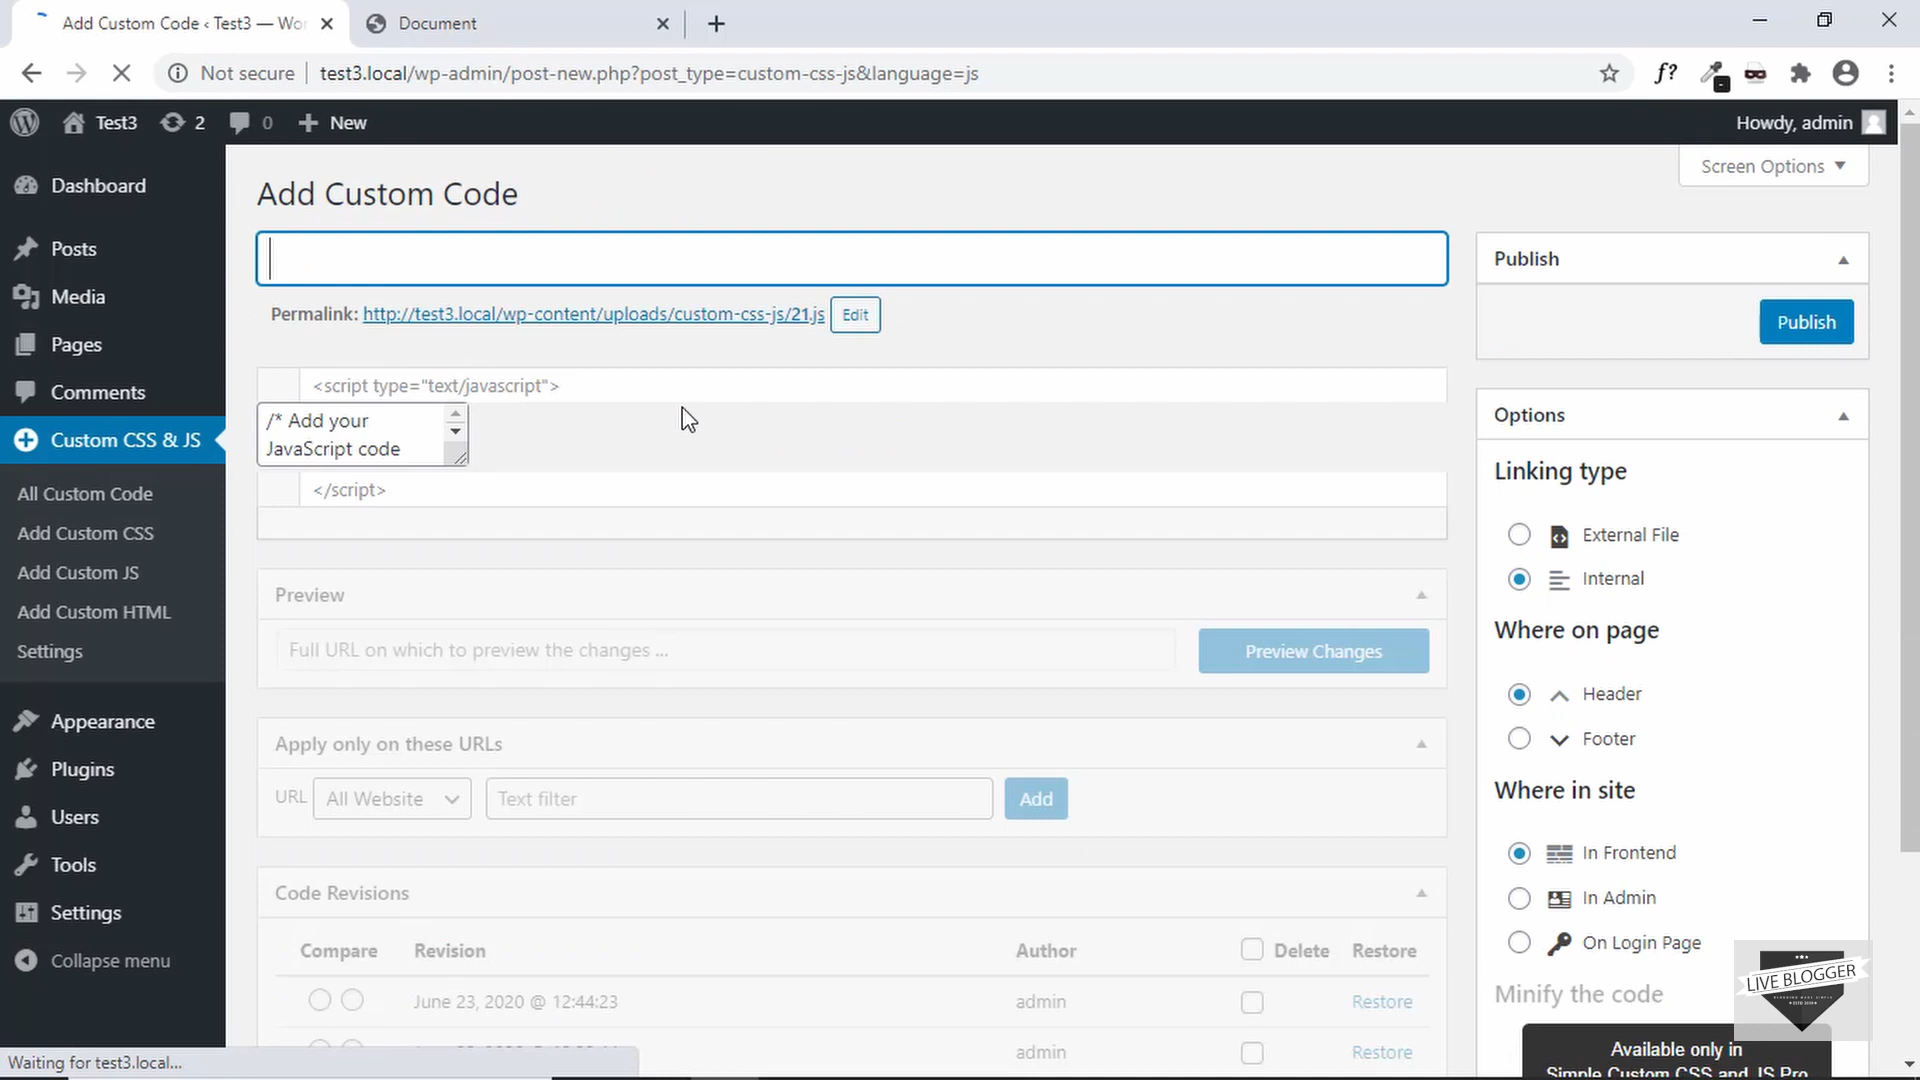 Add Custom Code ‹ Test3 — Wor
Document
Not secure
test3.local/wp-admin/post-new.php?post_type=custom-css-js&language=js
f?
Test3
2
0
New
Howdy, admin
Screen Options
Dashboard
Posts
Media
Pages
Comments
Custom CSS & JS
All Custom Code
Add Custom CSS
Add Custom JS
Add Custom HTML
Settings
Appearance
Plugins
Users
Tools
Settings
Collapse menu
Add Custom Code
Permalink: http://test3.local/wp-content/uploads/custom-css-js/21.js
Edit
<script type="text/javascript">
/* Add your
JavaScript code
</script>
Preview
Full URL on which to preview the changes ...
Preview Changes
Apply only on these URLs
URL
All Website
Text filter
Add
Code Revisions
Compare
Revision
Author
Delete
Restore
June 23, 2020 @ 12:44:23
admin
Restore
admin
Restore
Publish
Publish
Options
Linking type
External File
Internal
Where on page
Header
Footer
Where in site
In Frontend
In Admin
On Login Page
Minify the code
Available only in
Simple Custom CSS and JS Pro
LIVE BLOGGER
Waiting for test3.local...